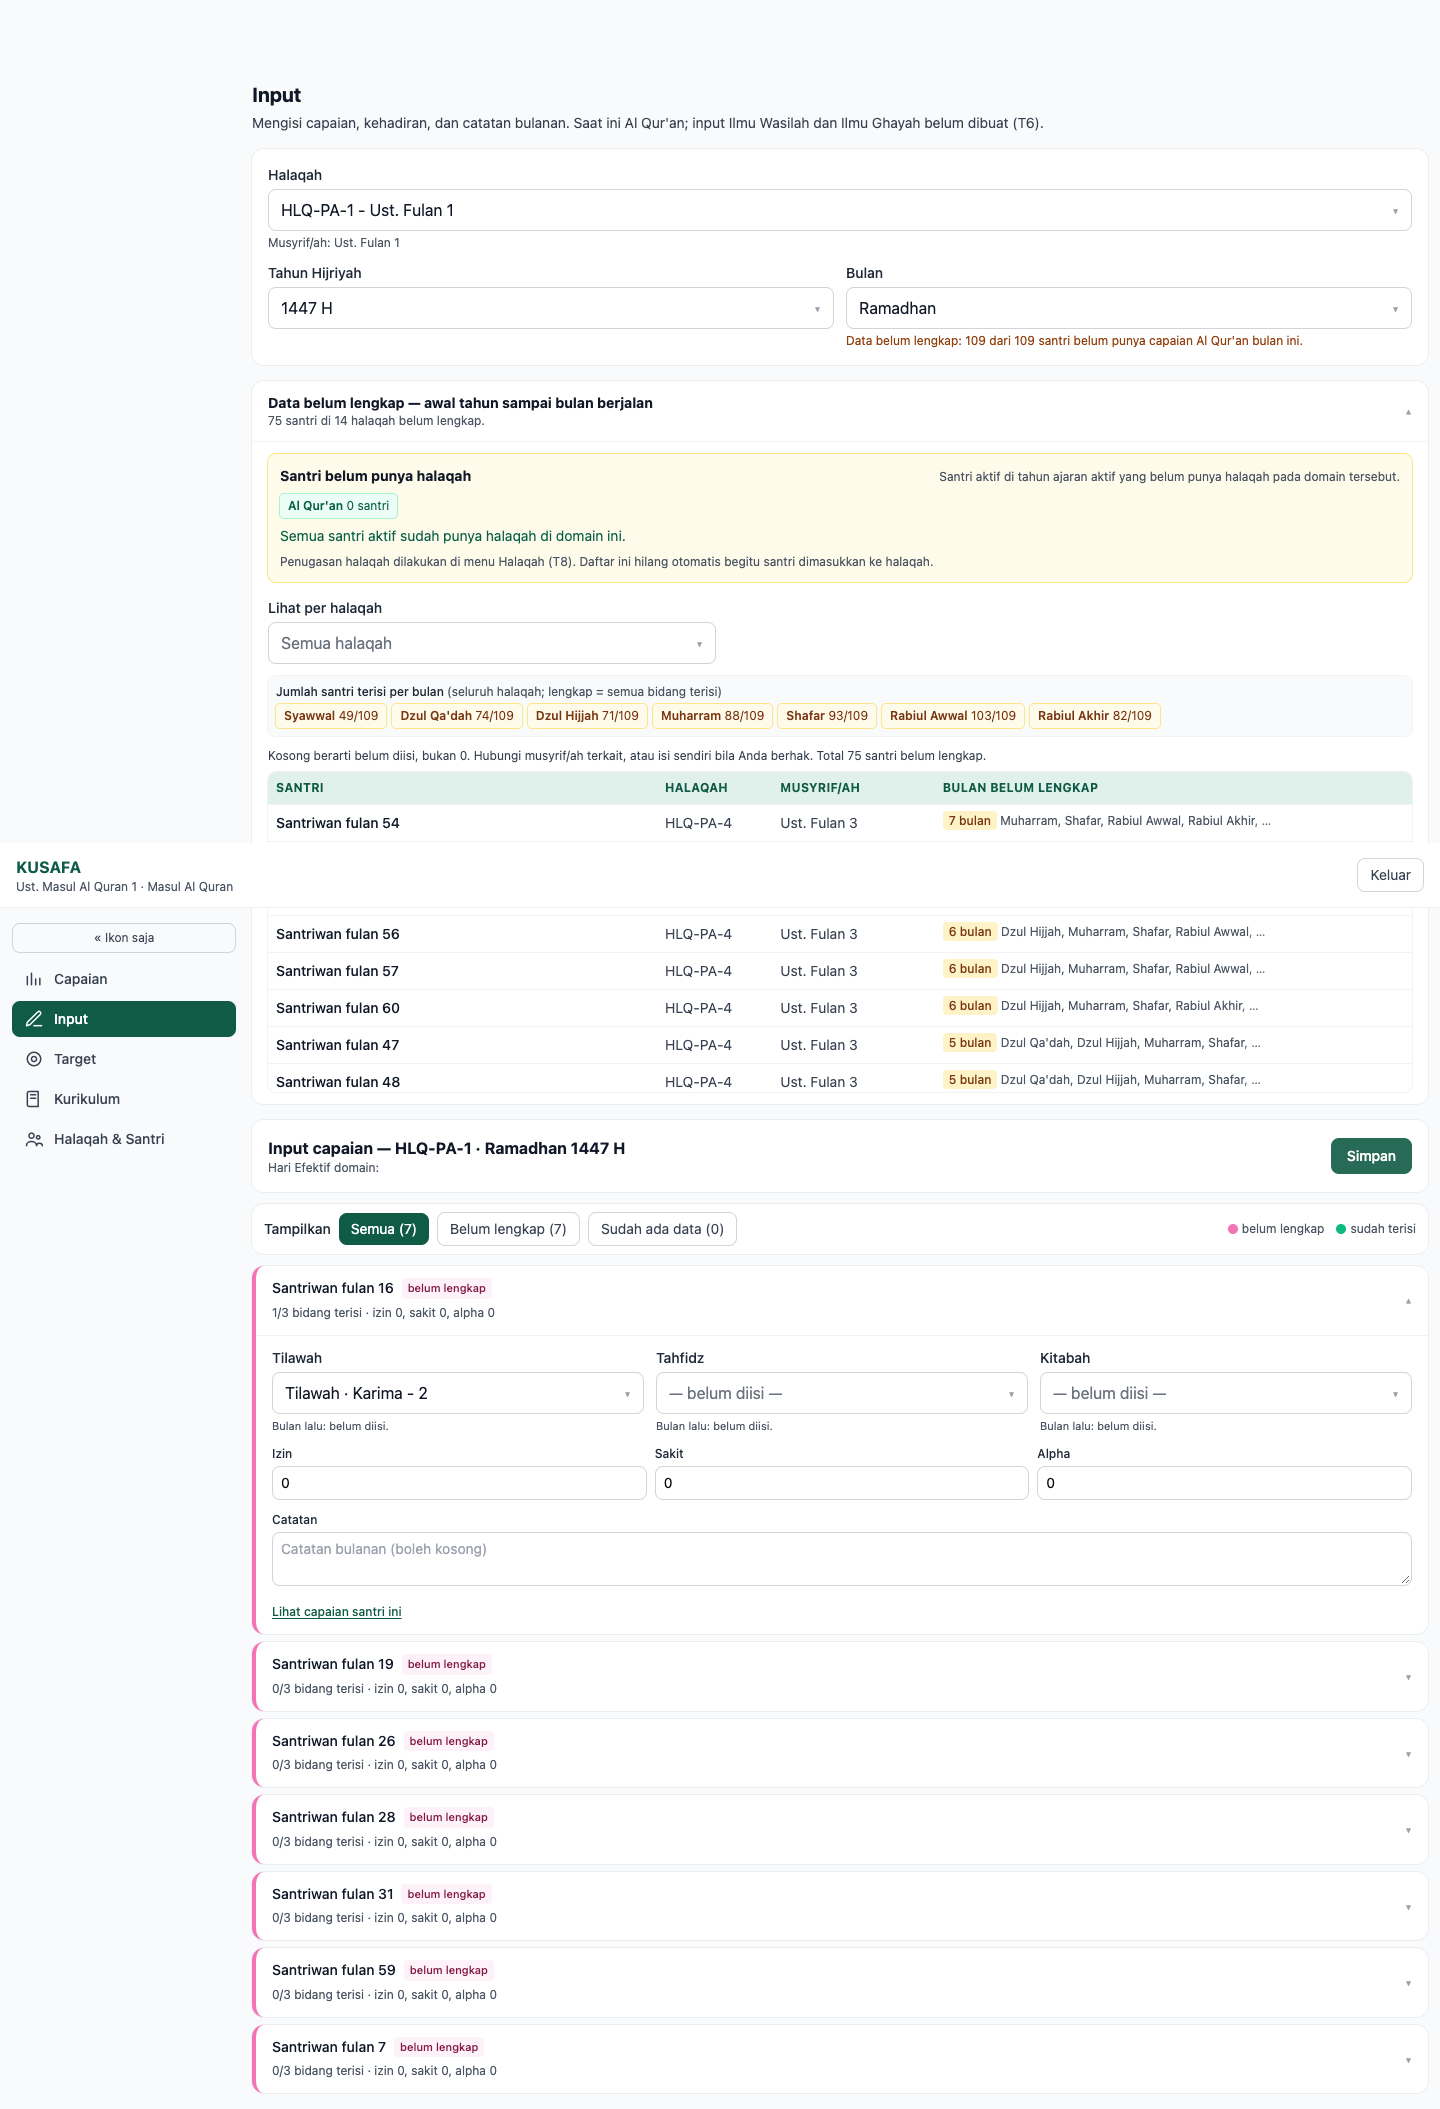 Input
Mengisi capaian, kehadiran, dan catatan bulanan. Saat ini Al Qur'an; input Ilmu Wasilah dan Ilmu Ghayah belum dibuat (T6).
Halaqah
HLQ-PA-1 - Ust. Fulan 1
Musyrif/ah: Ust. Fulan 1
Tahun Hijriyah
1447 H
Bulan
Ramadhan
Data belum lengkap: 109 dari 109 santri belum punya capaian Al Qur'an bulan ini.
Data belum lengkap — awal tahun sampai bulan berjalan
75 santri di 14 halaqah belum lengkap.
Santri belum punya halaqah
Santri aktif di tahun ajaran aktif yang belum punya halaqah pada domain tersebut.
Al Qur'an 0 santri
Semua santri aktif sudah punya halaqah di domain ini.
Penugasan halaqah dilakukan di menu Halaqah (T8). Daftar ini hilang otomatis begitu santri dimasukkan ke halaqah.
Lihat per halaqah
Semua halaqah
Jumlah santri terisi per bulan (seluruh halaqah; lengkap = semua bidang terisi)
Syawwal 49/109 Dzul Qa'dah 74/109 Dzul Hijjah 71/109 Muharram 88/109 Shafar 93/109 Rabiul Awwal 103/109 Rabiul Akhir 82/109
Kosong berarti belum diisi, bukan 0. Hubungi musyrif/ah terkait, atau isi sendiri bila Anda berhak. Total 75 santri belum lengkap.
SANTRI HALAQAH MUSYRIF/AH BULAN BELUM LENGKAP
Santriwan fulan 54 HLQ-PA-4 Ust. Fulan 3 7 bulan Muharram, Shafar, Rabiul Awwal, Rabiul Akhir, ...
KUSAFA
Ust. Masul Al Quran 1 · Masul Al Quran
Keluar
« Ikon saja
Capaian
Input
Target
Kurikulum
Halaqah & Santri
Santriwan fulan 56 HLQ-PA-4 Ust. Fulan 3 6 bulan Dzul Hijjah, Muharram, Shafar, Rabiul Awwal, ...
Santriwan fulan 57 HLQ-PA-4 Ust. Fulan 3 6 bulan Dzul Hijjah, Muharram, Shafar, Rabiul Awwal, ...
Santriwan fulan 60 HLQ-PA-4 Ust. Fulan 3 6 bulan Dzul Hijjah, Muharram, Shafar, Rabiul Akhir, ...
Santriwan fulan 47 HLQ-PA-4 Ust. Fulan 3 5 bulan Dzul Qa'dah, Dzul Hijjah, Muharram, Shafar, ...
Santriwan fulan 48 HLQ-PA-4 Ust. Fulan 3 5 bulan Dzul Qa'dah, Dzul Hijjah, Muharram, Shafar, ...
Input capaian — HLQ-PA-1 · Ramadhan 1447 H
Hari Efektif domain:
Simpan
Tampilkan Semua (7) Belum lengkap (7) Sudah ada data (0) belum lengkap sudah terisi
Santriwan fulan 16 belum lengkap
1/3 bidang terisi · izin 0, sakit 0, alpha 0
Tilawah Tahfidz Kitabah
Tilawah · Karima - 2 — belum diisi — — belum diisi —
Bulan lalu: belum diisi. Bulan lalu: belum diisi. Bulan lalu: belum diisi.
Izin Sakit Alpha
0 0 0
Catatan
Catatan bulanan (boleh kosong)
Lihat capaian santri ini
Santriwan fulan 19 belum lengkap
0/3 bidang terisi · izin 0, sakit 0, alpha 0
Santriwan fulan 26 belum lengkap
0/3 bidang terisi · izin 0, sakit 0, alpha 0
Santriwan fulan 28 belum lengkap
0/3 bidang terisi · izin 0, sakit 0, alpha 0
Santriwan fulan 31 belum lengkap
0/3 bidang terisi · izin 0, sakit 0, alpha 0
Santriwan fulan 59 belum lengkap
0/3 bidang terisi · izin 0, sakit 0, alpha 0
Santriwan fulan 7 belum lengkap
0/3 bidang terisi · izin 0, sakit 0, alpha 0